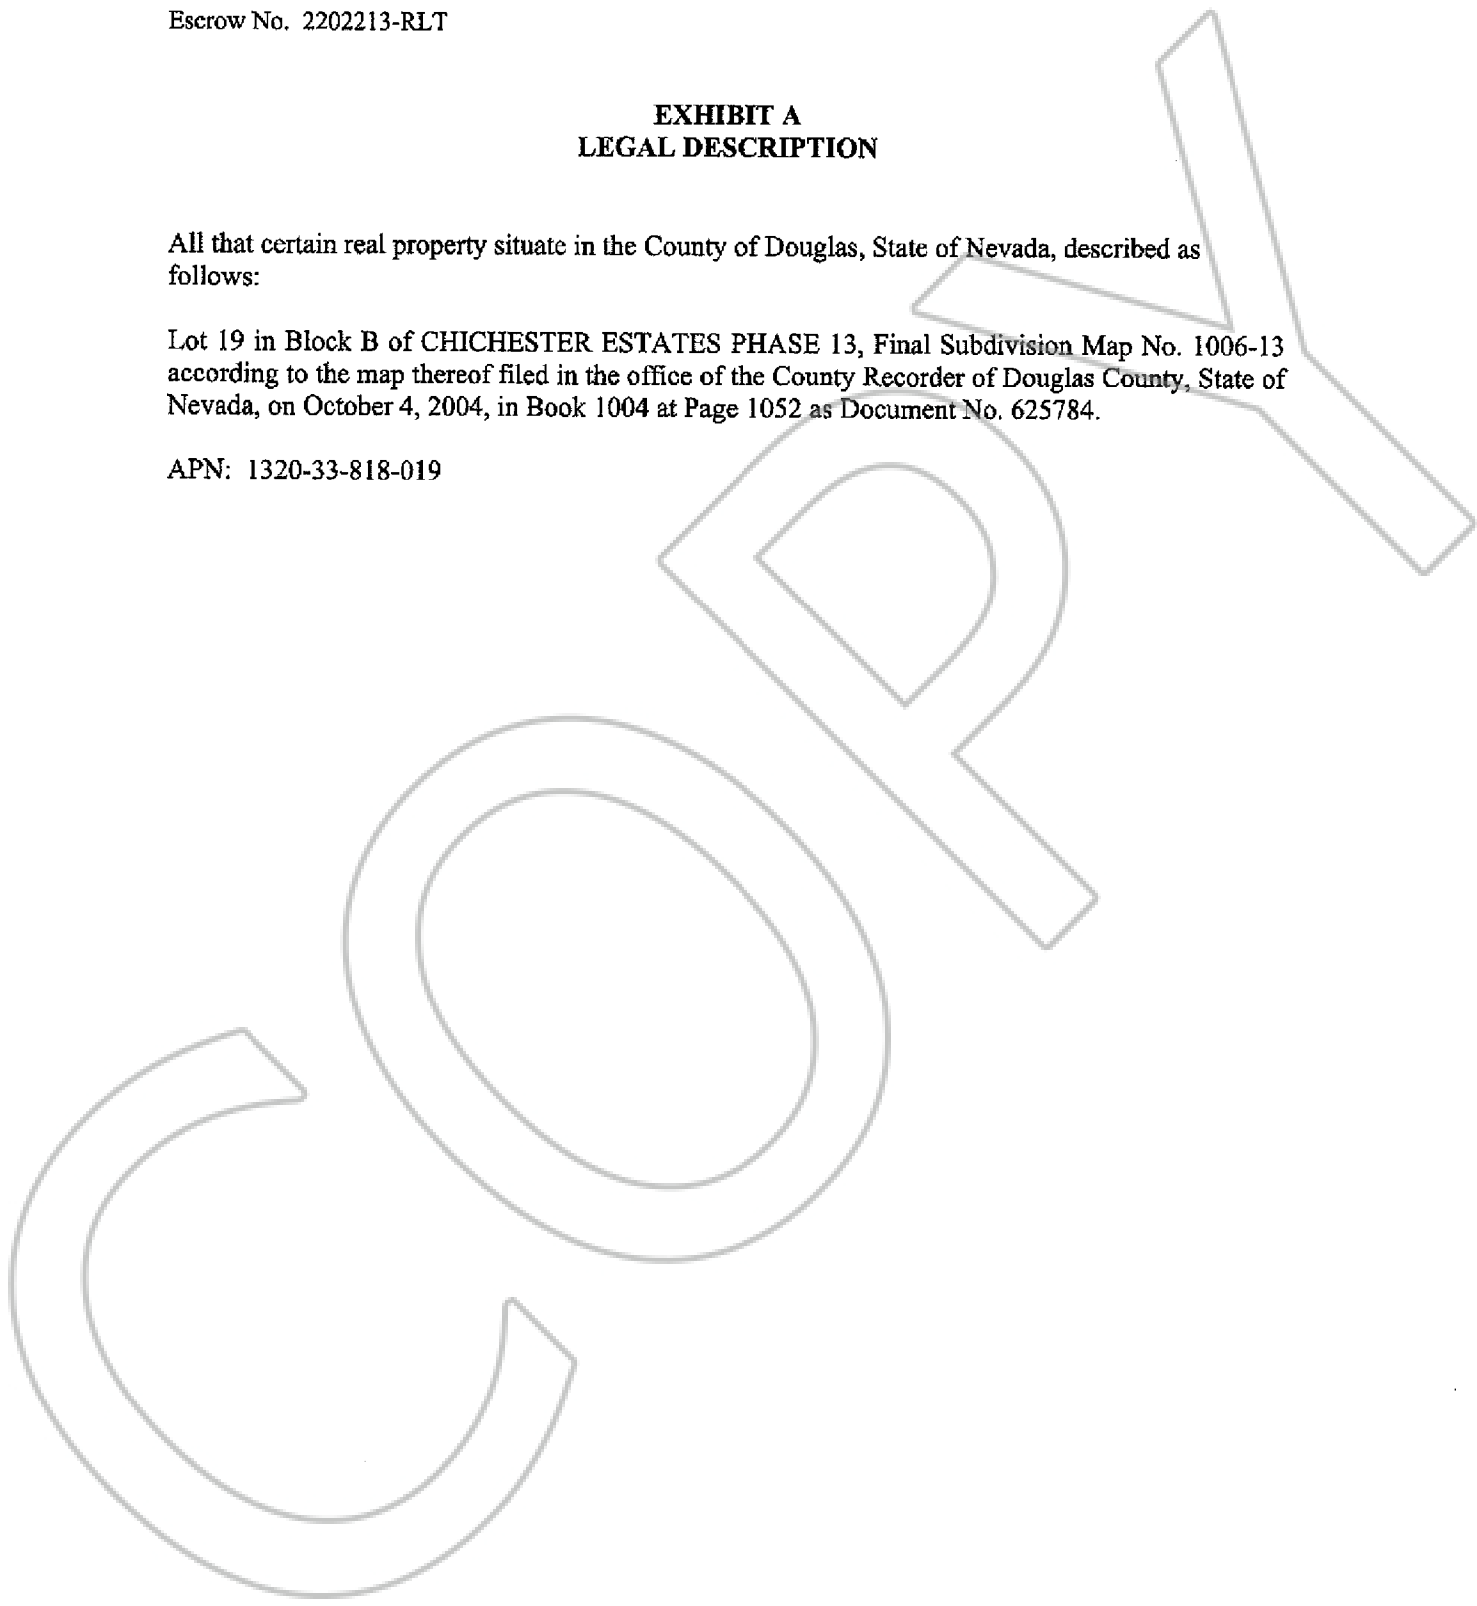 Escrow No. 2202213-RLT
EXHIBIT A
LEGAL DESCRIPTION
All that certain real property situate in the County of Douglas, State of Nevada, described as
follows:
Lot 19 in Block B of CHICHESTER ESTATES PHASE 13, Final Subdivision Map No. 1006-13
according to the map thereof filed in the office of the County Recorder of Douglas County, State of
Nevada, on October 4, 2004, in Book 1004 at Page 1052 as Document No. 625784.
APN: 1320-33-818-019
COPY